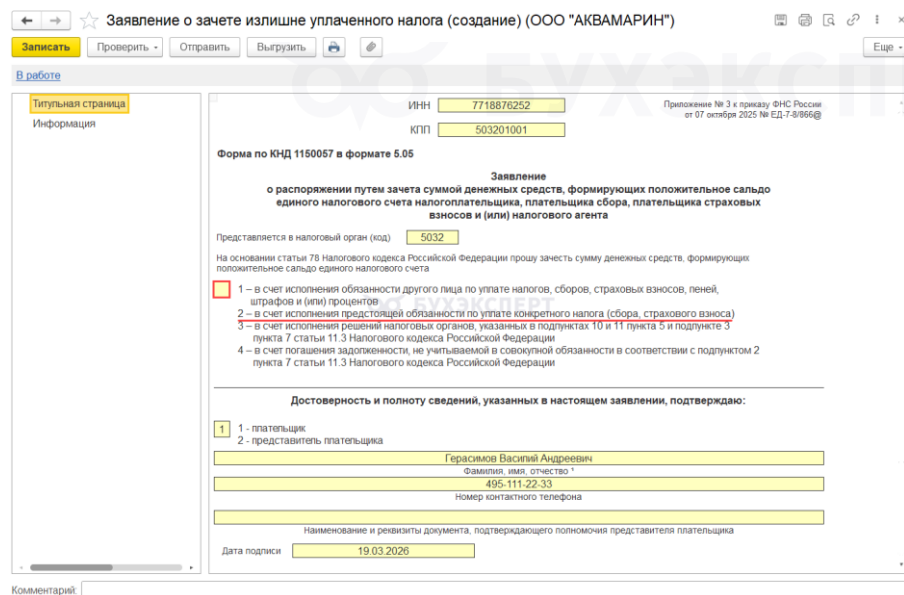 Заявление о зачете излишне уплаченного налога (создание) (ООО "АКВАМАРИН")
Записать Проверить Отправить Выгрузить Еще
В работе
Титульная страница
Информация
ИНН 7718876252
КПП 503201001
Приложение № 3 к приказу ФНС России
от 07 октября 2025 № ЕД-7-8/866@
Форма по КНД 1150057 в формате 5.05
Заявление
о распоряжении путем зачета суммой денежных средств, формирующих положительное сальдо
единого налогового счета налогоплательщика, плательщика сбора, плательщика страховых
взносов и (или) налогового агента
Представляется в налоговый орган (код) 5032
На основании статьи 78 Налогового кодекса Российской Федерации прошу зачесть сумму денежных средств, формирующих
положительное сальдо единого налогового счета
1 – в счет исполнения обязанности другого лица по уплате налогов, сборов, страховых взносов, пеней,
штрафов и (или) процентов
2 – в счет исполнения предстоящей обязанности по уплате конкретного налога (сбора, страхового взноса)
3 – в счет исполнения решений налоговых органов, указанных в подпунктах 10 и 11 пункта 5 и подпункте 3
пункта 7 статьи 11.3 Налогового кодекса Российской Федерации
4 – в счет погашения задолженности, не учитываемой в совокупной обязанности в соответствии с подпунктом 2
пункта 7 статьи 11.3 Налогового кодекса Российской Федерации
БУХЭКСПЕРТ
Достоверность и полноту сведений, указанных в настоящем заявлении, подтверждаю:
1 1 - плательщик
2 - представитель плательщика
Герасимов Василий Андреевич
Фамилия, имя, отчество *
495-111-22-33
Номер контактного телефона
Наименование и реквизиты документа, подтверждающего полномочия представителя плательщика
Дата подписи 19.03.2026
Комментарий: